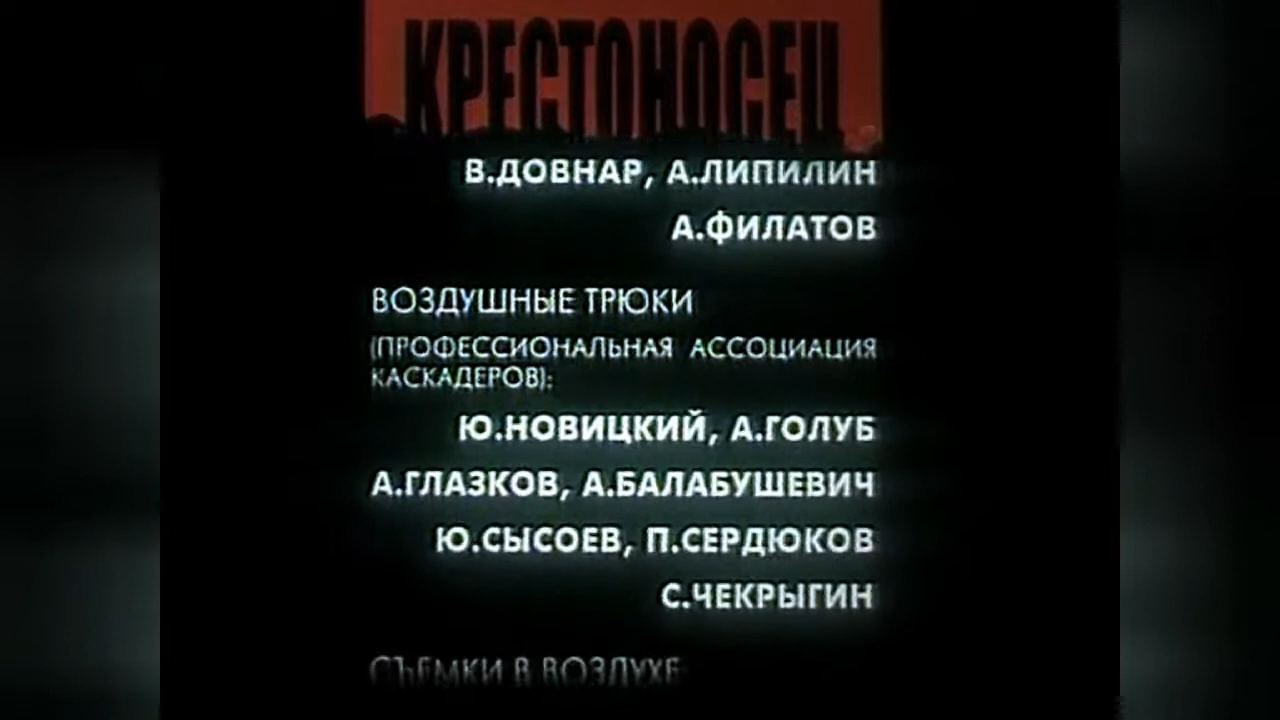 КРЕСТОНОСЕЦ
В.ДОВНАР, А.ЛИПИЛИН
А.ФИЛАТОВ
ВОЗДУШНЫЕ ТРЮКИ
(ПРОФЕССИОНАЛЬНАЯ АССОЦИАЦИЯ
КАСКАДЕРОВ):
Ю.НОВИЦКИЙ, А.ГОЛУБ
А.ГЛАЗКОВ, А.БАЛАБУШЕВИЧ
Ю.СЫСОЕВ, П.СЕРДЮКОВ
С.ЧЕКРЫГИН
СЪЕМКИ В ВОЗДУХЕ: